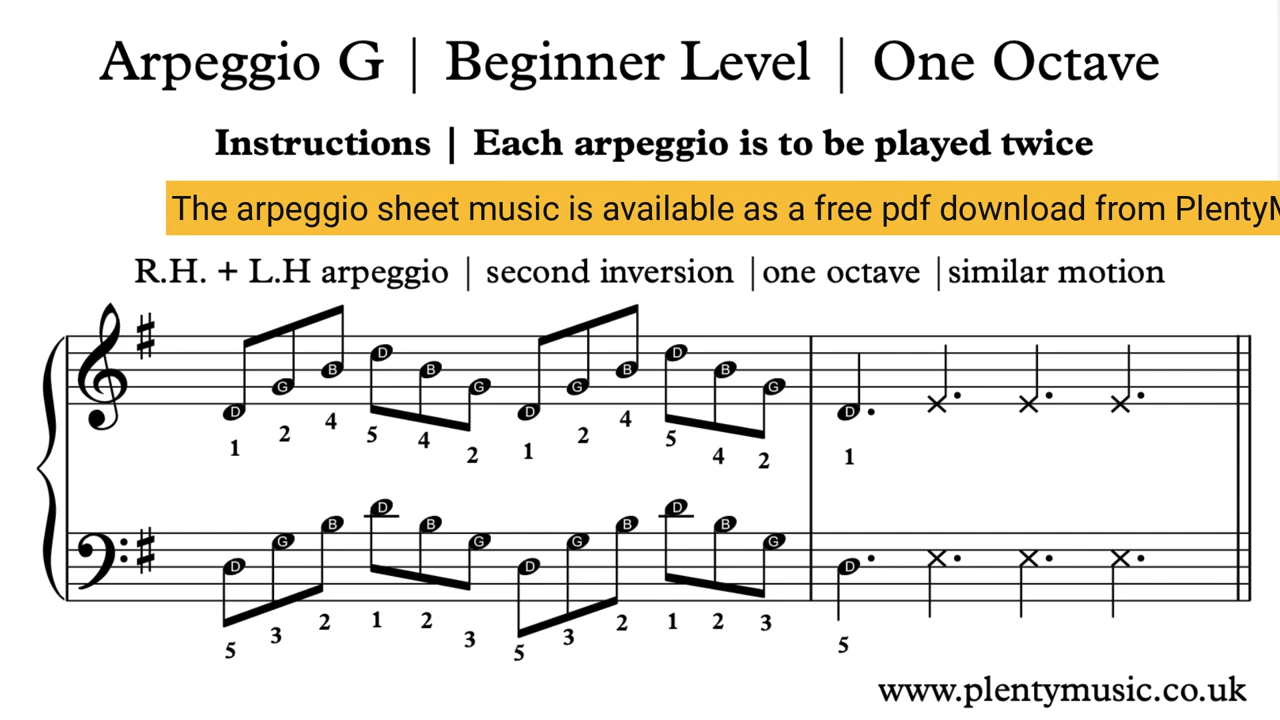 Arpeggio G | Beginner Level | One Octave
Instructions | Each arpeggio is to be played twice
The arpeggio sheet music is available as a free pdf download from PlentyM
R.H. + L.H arpeggio | second inversion | one octave | similar motion
D G B D B G D G B D B G D
1 2 4 5 4 2 1 2 4 5 4 2 1
D G B D B G D G B D B G D
5 3 2 1 2 3 5 3 2 1 2 3 5
www.plentymusic.co.uk